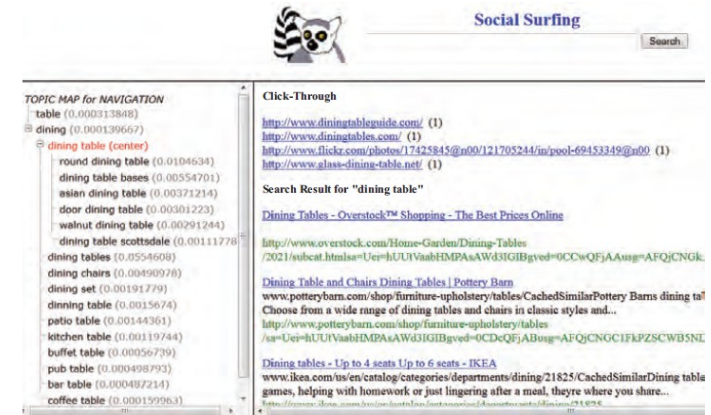 Social Surfing
Search
TOPIC MAP for NAVIGATION
table (0.000313848)
dining (0.000139667)
dining table (center)
round dining table (0.0104634)
dining table bases (0.00554701)
asian dining table (0.00371214)
door dining table (0.00301223)
walnut dining table (0.00291244)
dining table scottsdale (0.00111778
dining tables (0.0554608)
dining chairs (0.00490978)
dining set (0.00191779)
dinning table (0.0015674)
patio table (0.00144361)
kitchen table (0.00119744)
buffet table (0.00056739)
pub table (0.000498793)
bar table (0.000487214)
coffee table (0.000159963)
Click-Through
http://www.diningtableguide.com/ (1)
http://www.diningtables.com/ (1)
http://www.flickr.com/photos/17425845@n00/121705244/in/pool-69453349@n00 (1)
http://www.glass-dining-table.net/ (1)
Search Result for "dining table"
Dining Tables - Overstock™ Shopping - The Best Prices Online
http://www.overstock.com/Home-Garden/Dining-Tables
/2021/subcat.htmlsa=Uei=hUUtVaabHMPAsAWd3IGIBgved=0CCwQFjAAusg=AFQjCNGk.
Dining Table and Chairs Dining Tables | Pottery Barn
www.potterybarn.com/shop/furniture-upholstery/tables/CachedSimilarPottery Barns dining ta
Choose from a wide range of dining tables and chairs in classic styles and...
http://www.potterybarn.com/shop/furniture-upholstery/tables
/sa=Uei=hUUtVaabHMPAsAWd3IGIBgved=0CDcQFjABusg=AFQjCNGC1FkPZSCWB5NL
Dining tables - Up to 4 seats Up to 6 seats - IKEA
www.ikea.com/us/en/catalog/categories/departments/dining/21825/CachedSimilarDining table
games, helping with homework or just lingering after a meal, theyre where you share...